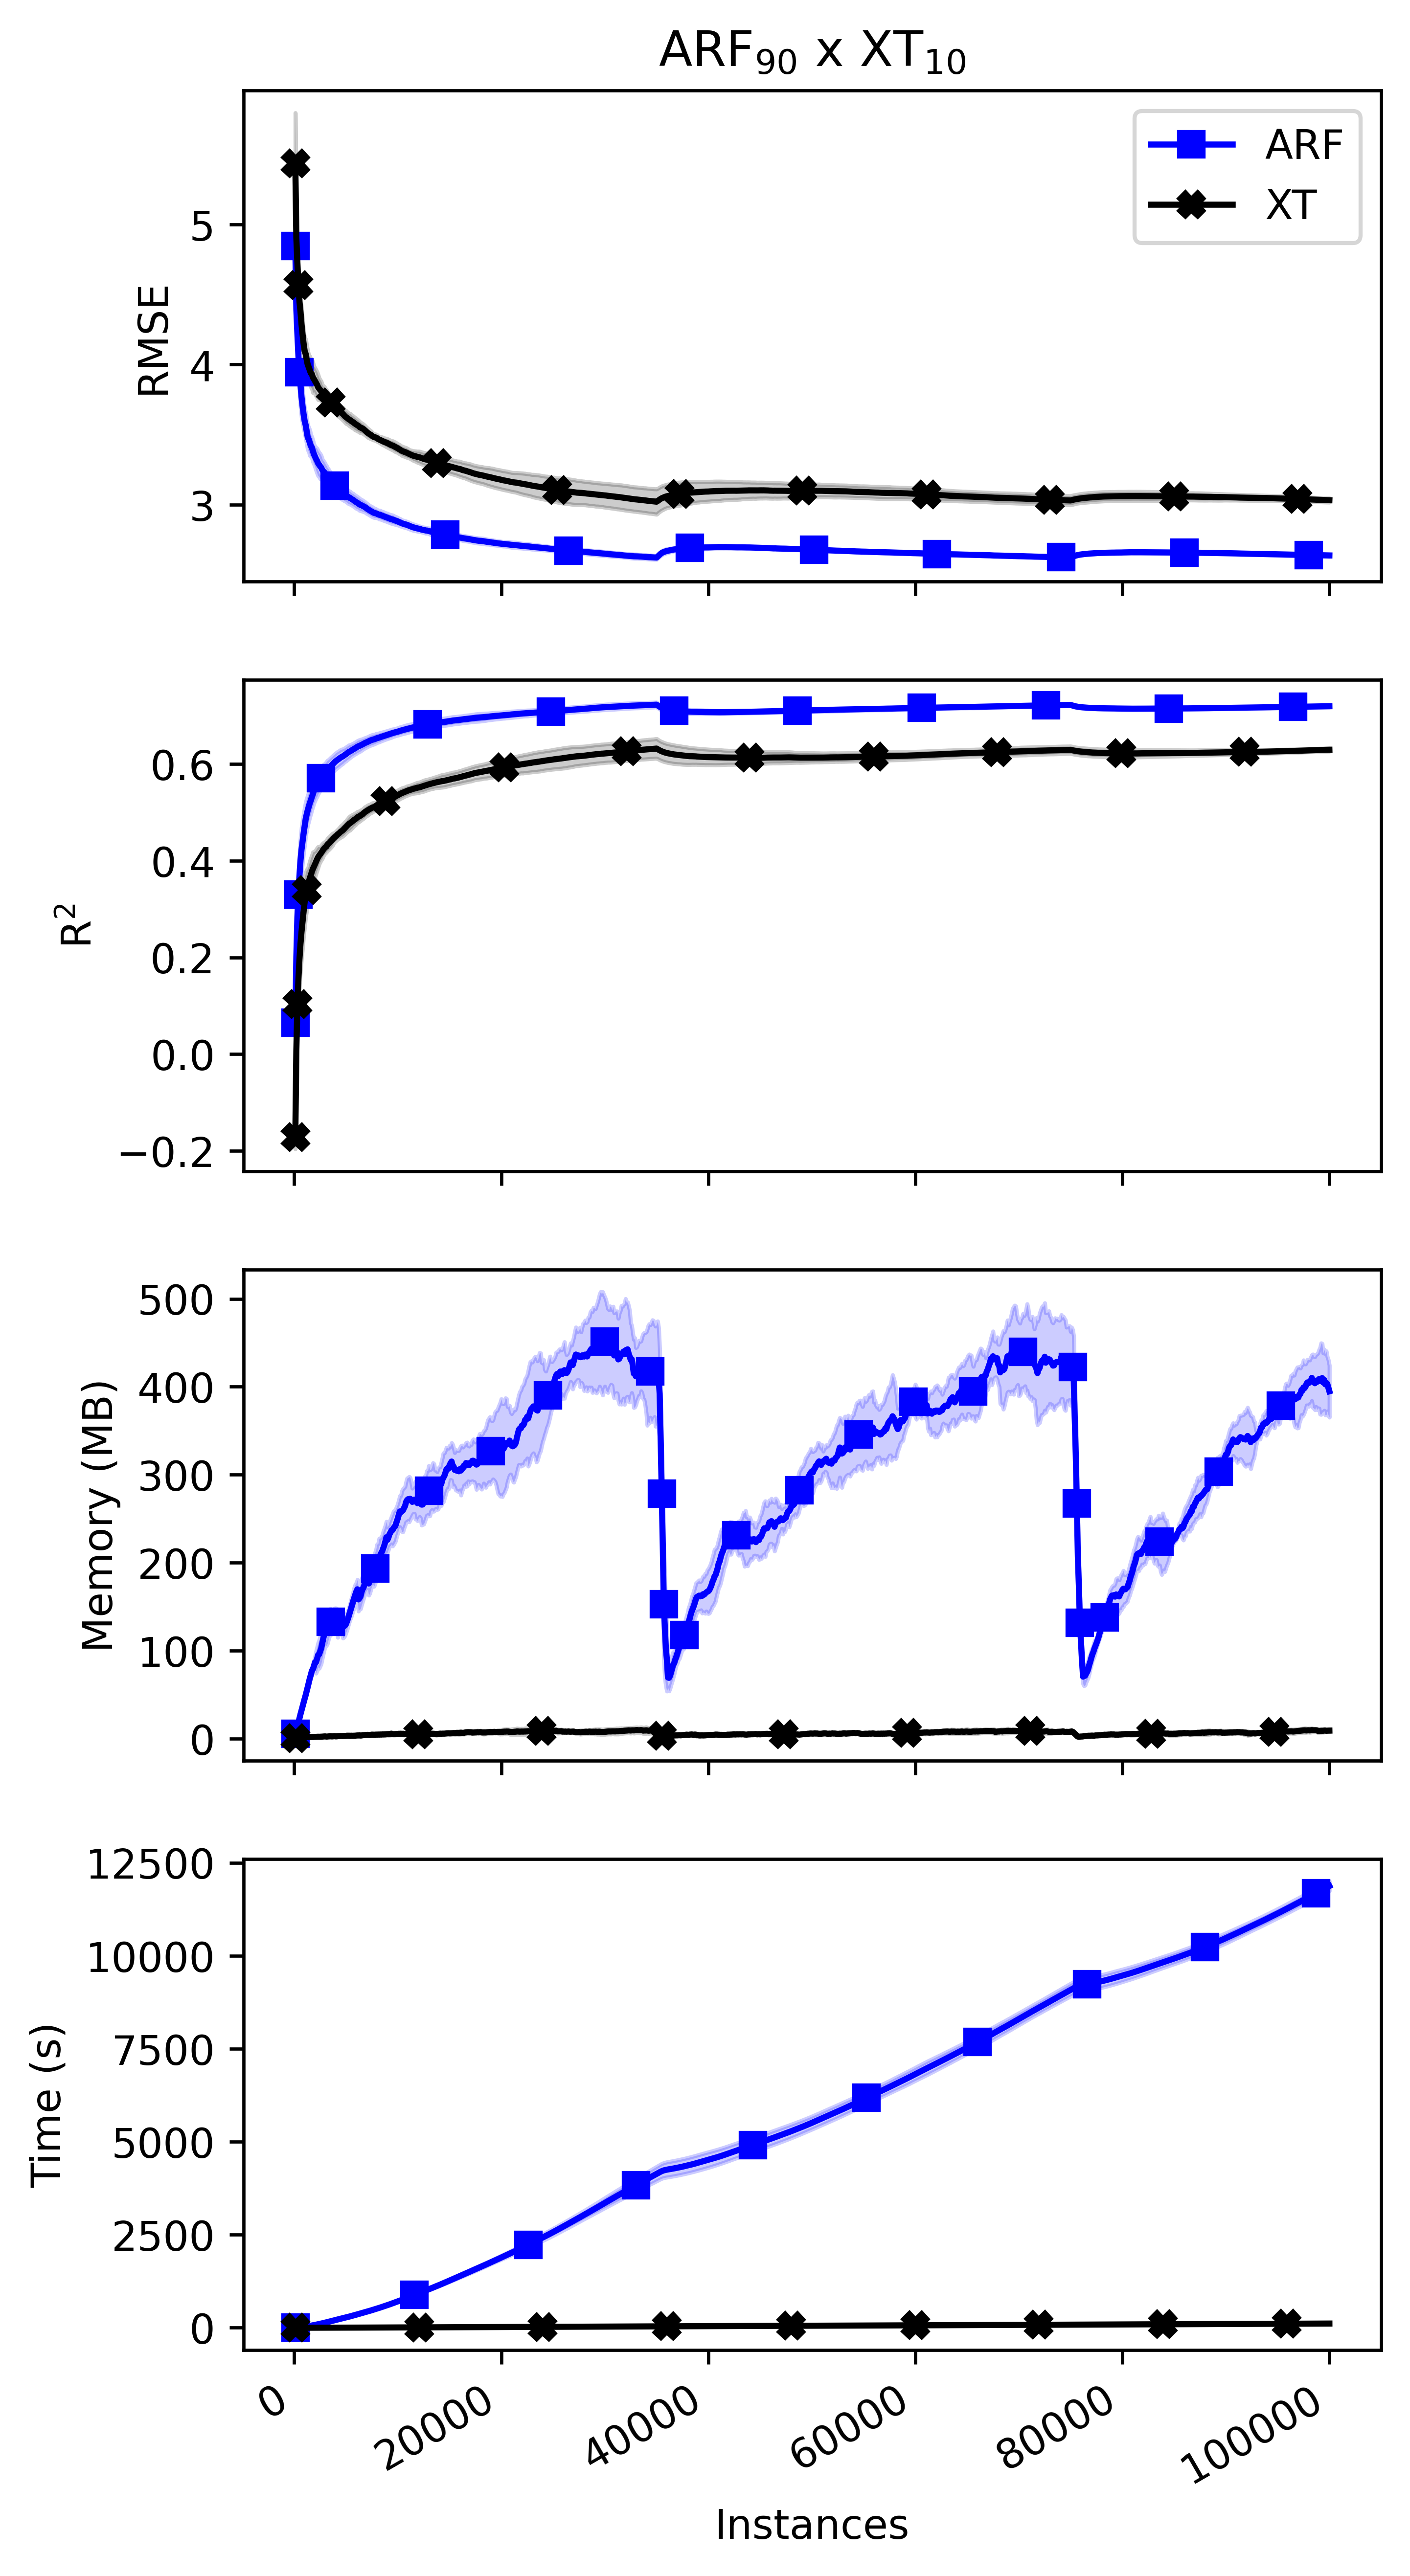 ARF₉₀ x XT₁₀
ARF
XT
RMSE
5
4
3
R²
0.6
0.4
0.2
0.0
−0.2
Memory (MB)
500
400
300
200
100
0
Time (s)
12500
10000
7500
5000
2500
0
0 20000 40000 60000 80000 100000
Instances